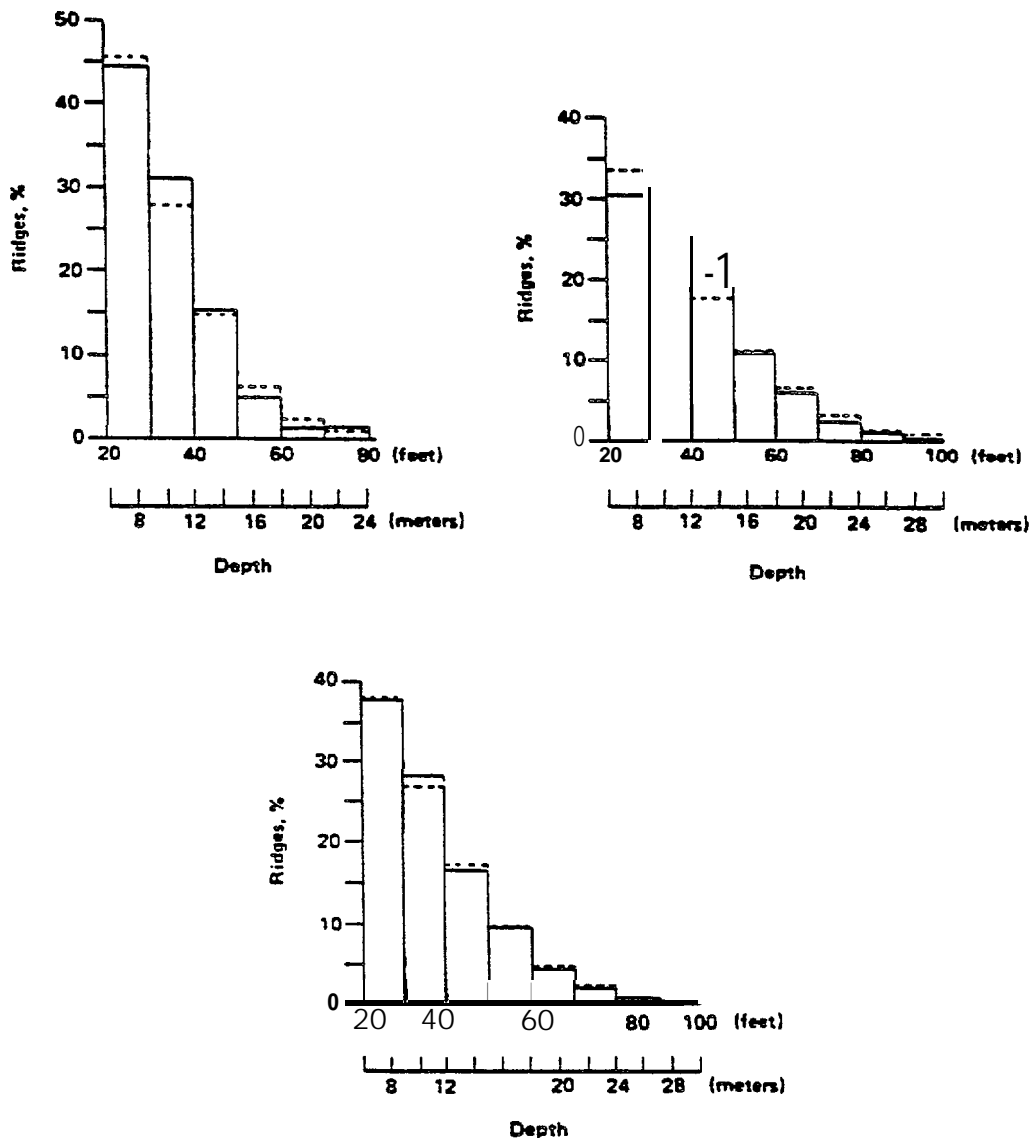 50
40
30
20
10
0
Ridges, %
20 40 60 80 (feet)
8 12 16 20 24 (meters)
Depth
40
30
20
10
0
Ridges, %
-1
20 40 60 80 100 (feet)
8 12 16 20 24 28 (meters)
Depth
40
30
20
10
0
Ridges, %
20 40 60 80 100 (feet)
8 12 20 24 28 (meters)
Depth